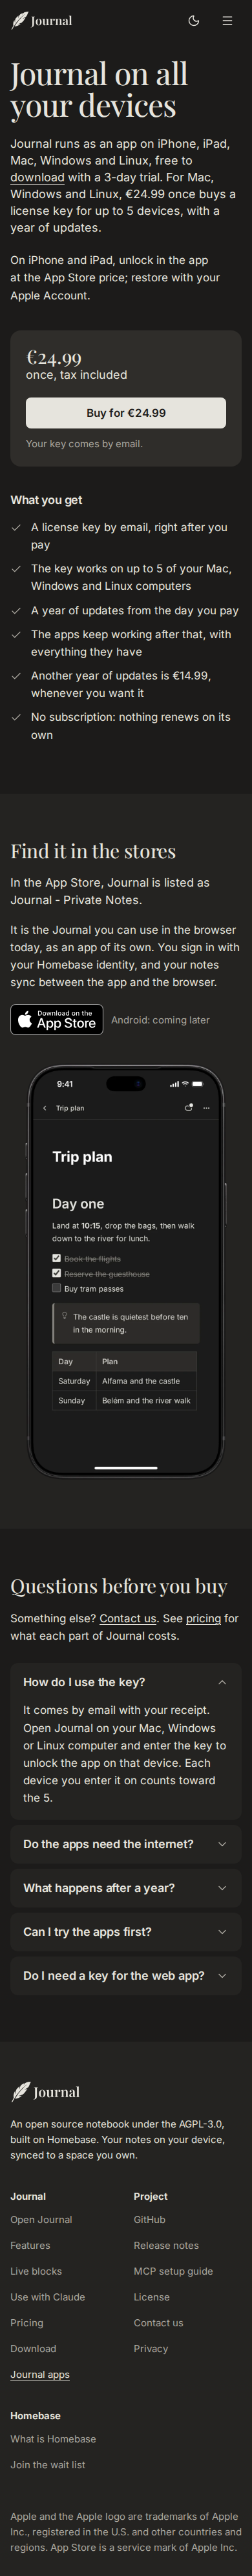 Journal
Journal on all
your devices
Journal runs as an app on iPhone, iPad,
Mac, Windows and Linux, free to
download with a 3-day trial. For Mac,
Windows and Linux, €24.99 once buys a
license key for up to 5 devices, with a
year of updates.
On iPhone and iPad, unlock in the app
at the App Store price; restore with your
Apple Account.
€24.99
once, tax included
Buy for €24.99
Your key comes by email.
What you get
A license key by email, right after you
pay
The key works on up to 5 of your Mac,
Windows and Linux computers
A year of updates from the day you pay
The apps keep working after that, with
everything they have
Another year of updates is €14.99,
whenever you want it
No subscription: nothing renews on its
own
Find it in the stores
In the App Store, Journal is listed as
Journal - Private Notes.
It is the Journal you can use in the browser
today, as an app of its own. You sign in with
your Homebase identity, and your notes
sync between the app and the browser.
Download on the
App Store
Android: coming later
9:41
Trip plan
Trip plan
Day one
Land at 10:15, drop the bags, then walk
down to the river for lunch.
Book the flights
Reserve the guesthouse
Buy tram passes
The castle is quietest before ten
in the morning.
Day Plan
Saturday Alfama and the castle
Sunday Belém and the river walk
Questions before you buy
Something else? Contact us. See pricing for
what each part of Journal costs.
How do I use the key?
It comes by email with your receipt.
Open Journal on your Mac, Windows
or Linux computer and enter the key to
unlock the app on that device. Each
device you enter it on counts toward
the 5.
Do the apps need the internet?
What happens after a year?
Can I try the apps first?
Do I need a key for the web app?
Journal
An open source notebook under the AGPL-3.0,
built on Homebase. Your notes on your device,
synced to a space you own.
Journal
Open Journal
Features
Live blocks
Use with Claude
Pricing
Download
Journal apps
Project
GitHub
Release notes
MCP setup guide
License
Contact us
Privacy
Homebase
What is Homebase
Join the wait list
Apple and the Apple logo are trademarks of Apple
Inc., registered in the U.S. and other countries and
regions. App Store is a service mark of Apple Inc.